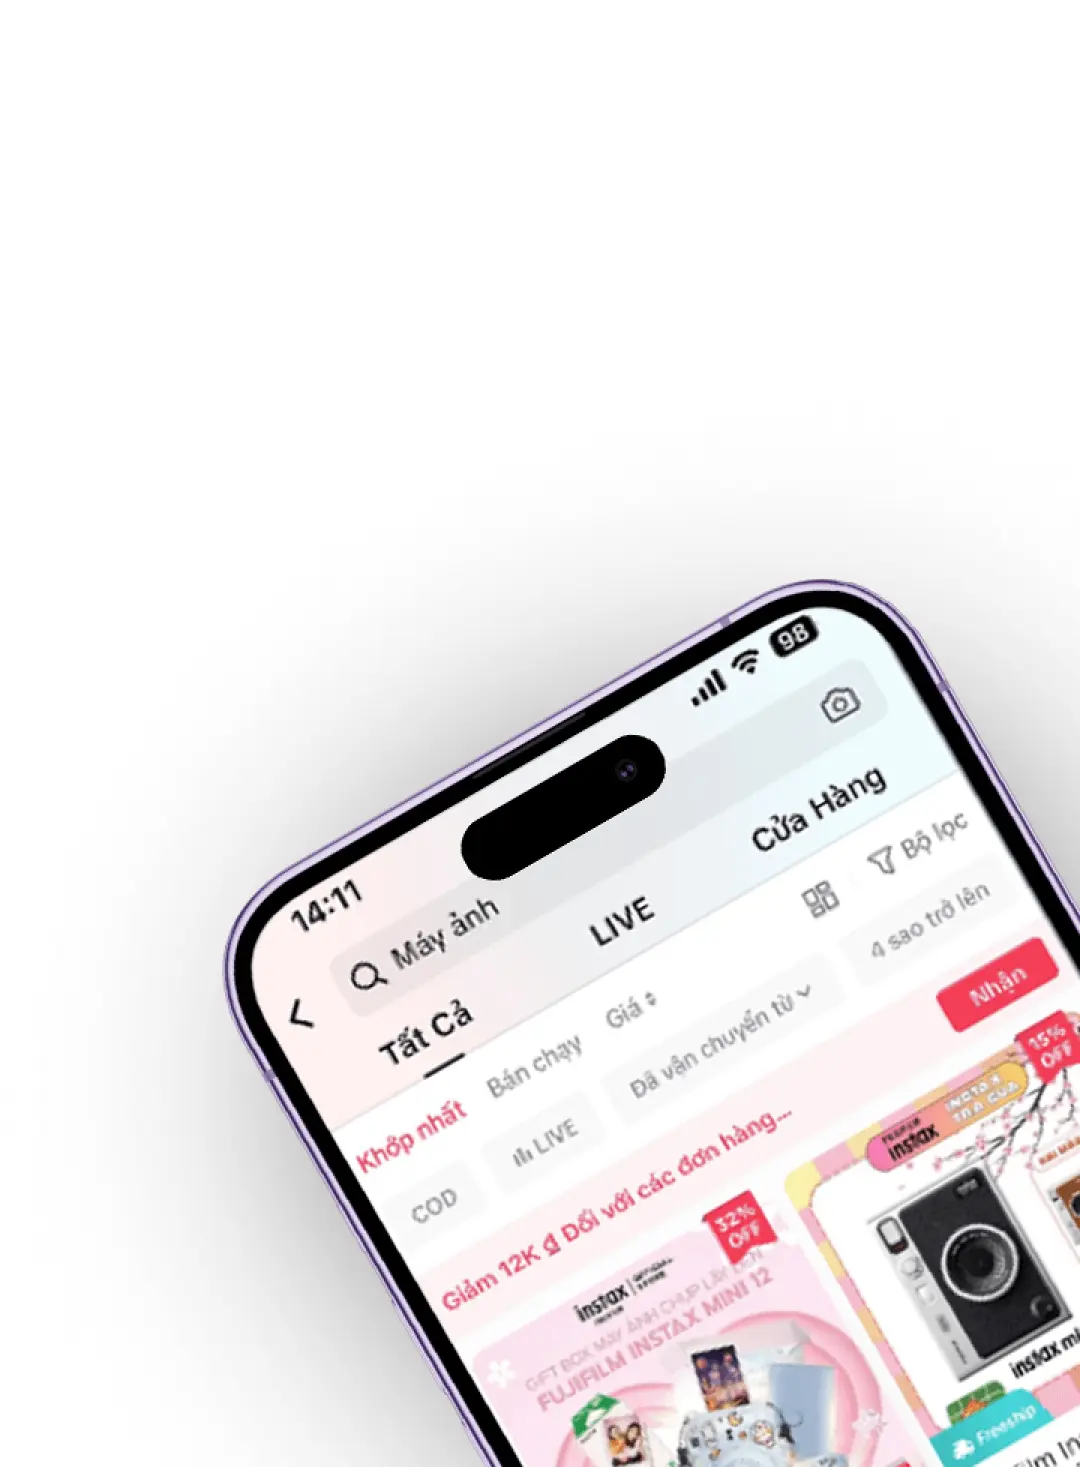 14:11
98
Máy ảnh
Tất Cả
LIVE
Cửa Hàng
Khớp nhất
Bán chạy
Giá
Bộ lọc
COD
LIVE
Đã vận chuyển từ
4 sao trở lên
Giảm 12K ₫ Đối với các đơn hàng...
Nhận
32%
OFF
instax
GIFT BOX MÁY ẢNH CHỤP LẤY LIỀN
FUJIFILM INSTAX MINI 12
15%
OFF
FUJIFILM
instax
instax mi
Freeship